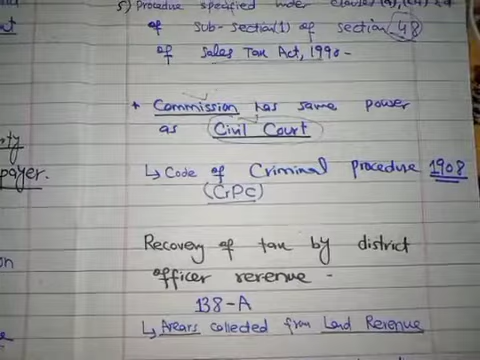 5) Procedure specified under clauses
of sub-section(1) of section 48
of Sales Tax Act, 1990-
* Commission has same power
as Civil Court
↳ Code of Criminal procedure 1908
(CrPC)
payer.
Recovery of tax by district
officer revenue -
138-A
↳ Arears collected from Land Revenue